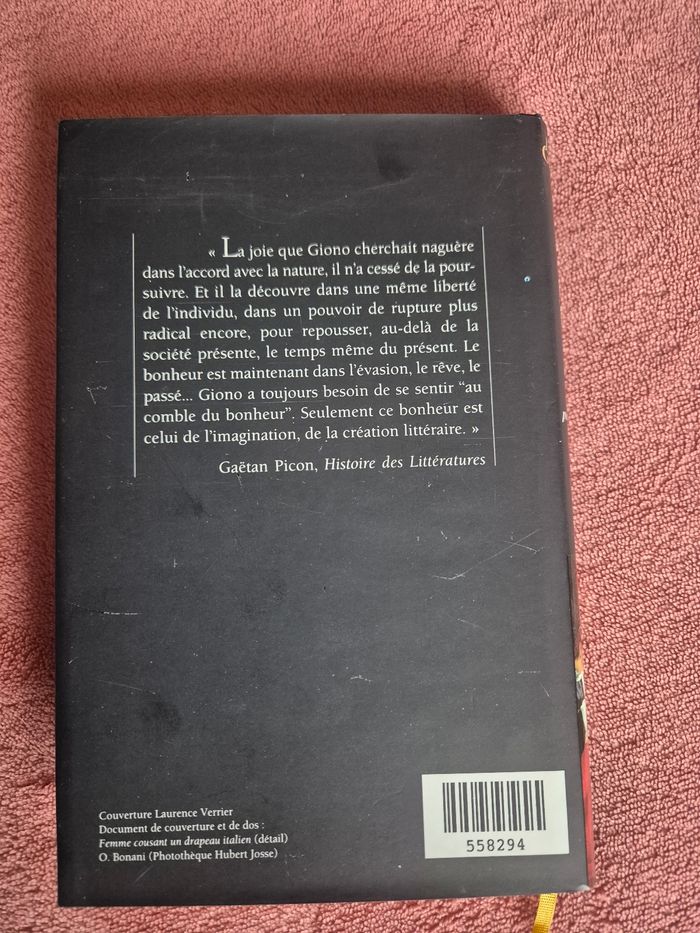 « La joie que Giono cherchait naguère
dans l'accord avec la nature, il n'a cessé de la pour-
suivre. Et il la découvre dans une même liberté
de l'individu, dans un pouvoir de rupture plus
radical encore, pour repousser, au-delà de la
société présente, le temps même du présent. Le
bonheur est maintenant dans l'évasion, le rêve, le
passé... Giono a toujours besoin de se sentir “au
comble du bonheur”. Seulement ce bonheur est
celui de l'imagination, de la création littéraire. »
Gaëtan Picon, Histoire des Littératures
Couverture Laurence Verrier
Document de couverture et de dos :
Femme cousant un drapeau italien (détail)
O. Bonani (Photothèque Hubert Josse)
558294